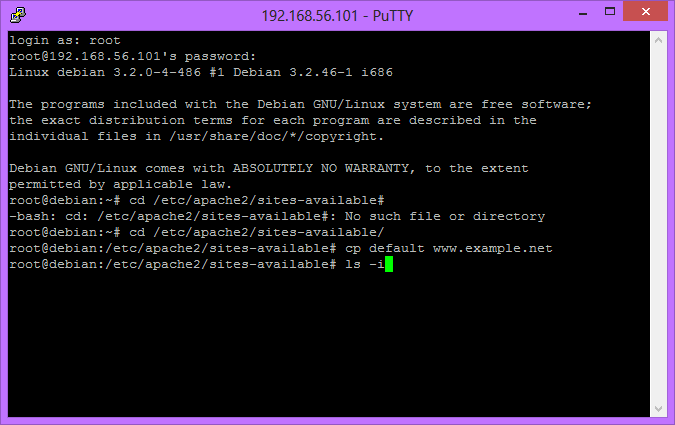 192.168.56.101 - PuTTY
login as: root
root@192.168.56.101's password:
Linux debian 3.2.0-4-486 #1 Debian 3.2.46-1 i686
The programs included with the Debian GNU/Linux system are free software;
the exact distribution terms for each program are described in the
individual files in /usr/share/doc/*/copyright.
Debian GNU/Linux comes with ABSOLUTELY NO WARRANTY, to the extent
permitted by applicable law.
root@debian:~# cd /etc/apache2/sites-available#
-bash: cd: /etc/apache2/sites-available#: No such file or directory
root@debian:~# cd /etc/apache2/sites-available/
root@debian:/etc/apache2/sites-available# cp default www.example.net
root@debian:/etc/apache2/sites-available# ls -i